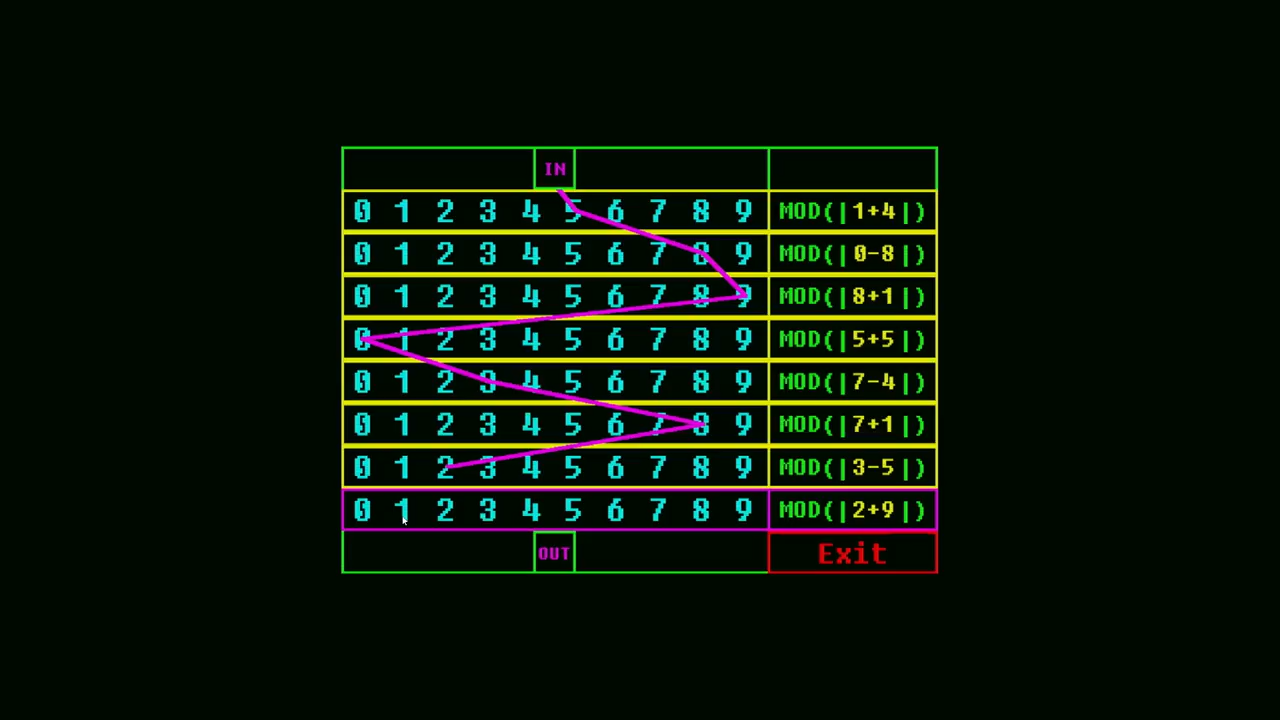 IN
0 1 2 3 4 5 6 7 8 9 MOD(|1+4|)
0 1 2 3 4 5 6 7 8 9 MOD(|0-8|)
0 1 2 3 4 5 6 7 8 9 MOD(|8+1|)
0 1 2 3 4 5 6 7 8 9 MOD(|5+5|)
0 1 2 3 4 5 6 7 8 9 MOD(|7-4|)
0 1 2 3 4 5 6 7 8 9 MOD(|7+1|)
0 1 2 3 4 5 6 7 8 9 MOD(|3-5|)
0 1 2 3 4 5 6 7 8 9 MOD(|2+9|)
OUT Exit